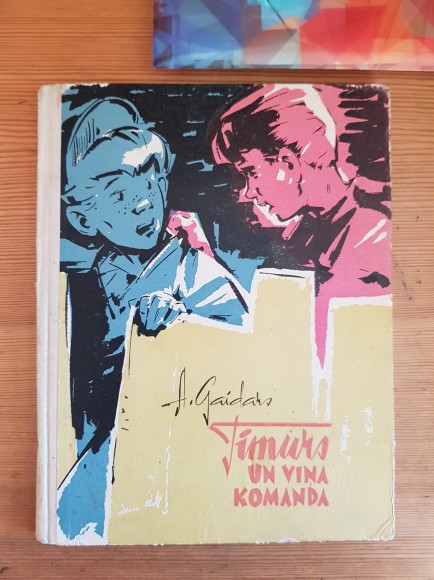 A. Gaidars
Timurs
UN VIŅA
KOMANDA